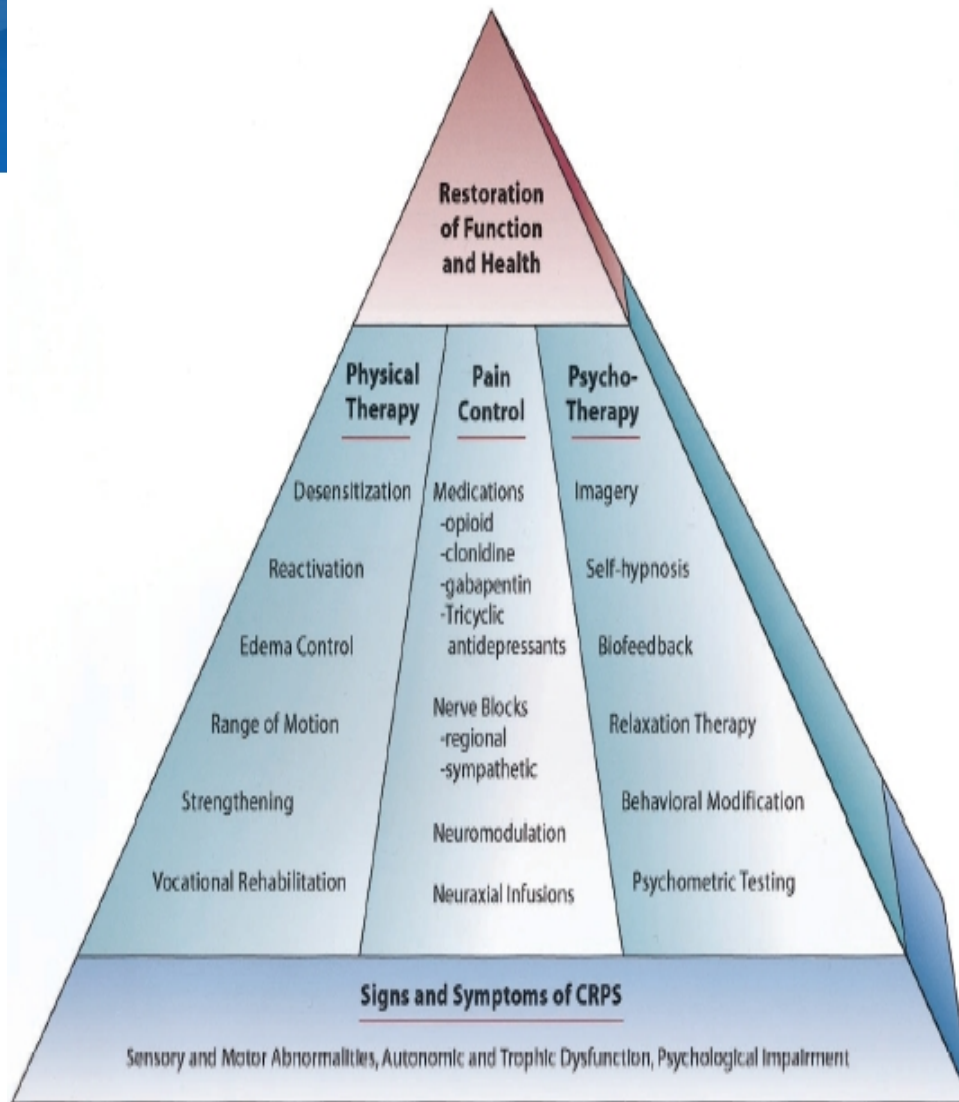 Restoration
of Function
and Health
Physical
Therapy
Desensitization
Reactivation
Edema Control
Range of Motion
Strengthening
Vocational Rehabilitation
Pain
Control
Medications
-opioid
-clonidine
-gabapentin
-Tricyclic
antidepressants
Nerve Blocks
-regional
-sympathetic
Neuromodulation
Neuraxial Infusions
Psycho-
Therapy
Imagery
Self-hypnosis
Biofeedback
Relaxation Therapy
Behavioral Modification
Psychometric Testing
Signs and Symptoms of CRPS
Sensory and Motor Abnormalities, Autonomic and Trophic Dysfunction, Psychological Impairment